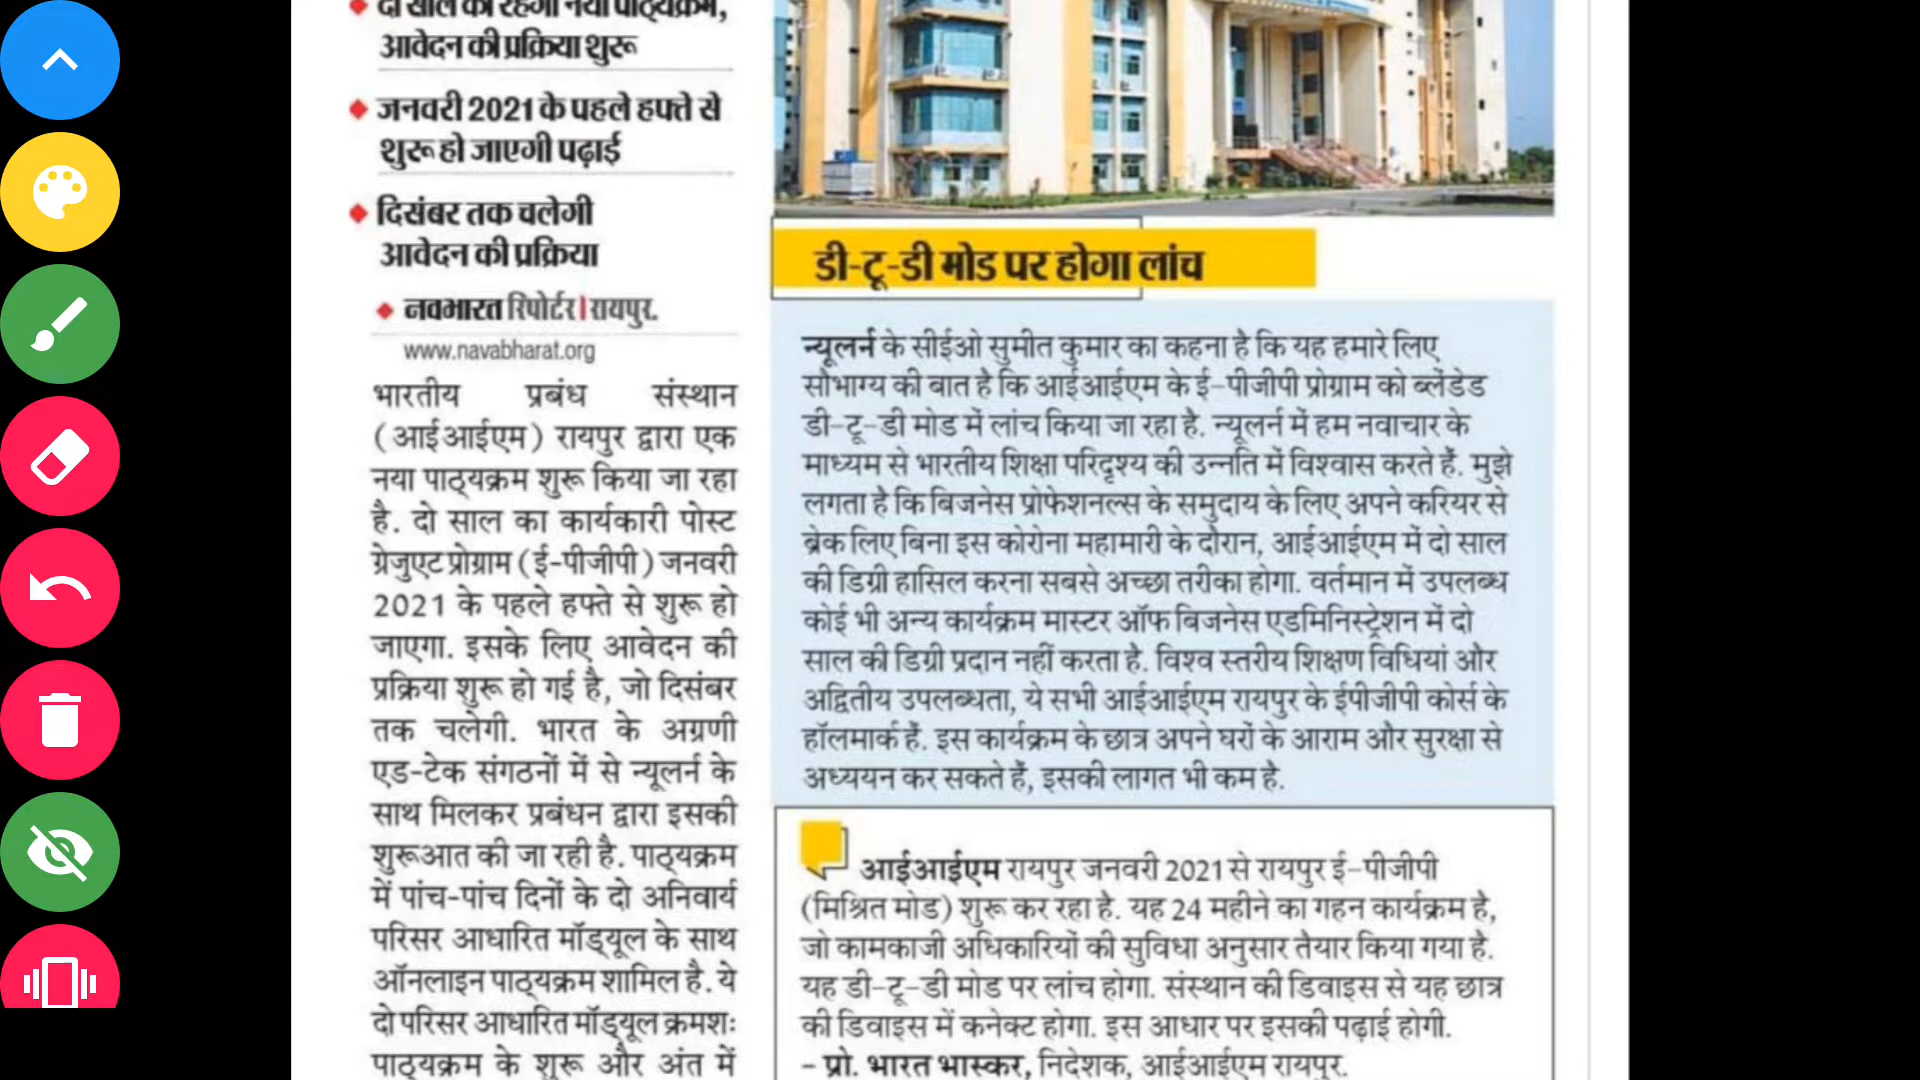 दो साल का रहेगा नया पाठ्यक्रम,
आवेदन की प्रक्रिया शुरू
जनवरी 2021 के पहले हफ्ते से
शुरू हो जाएगी पढ़ाई
दिसंबर तक चलेगी
आवेदन की प्रक्रिया
नवभारत रिपोर्टर|रायपुर.
www.navabharat.org
भारतीय प्रबंध संस्थान
(आईआईएम) रायपुर द्वारा एक
नया पाठ्यक्रम शुरू किया जा रहा
है. दो साल का कार्यकारी पोस्ट
ग्रेजुएट प्रोग्राम (ई-पीजीपी) जनवरी
2021 के पहले हफ्ते से शुरू हो
जाएगा. इसके लिए आवेदन की
प्रक्रिया शुरू हो गई है, जो दिसंबर
तक चलेगी. भारत के अग्रणी
एड-टेक संगठनों में से न्यूलर्न के
साथ मिलकर प्रबंधन द्वारा इसकी
शुरूआत की जा रही है. पाठ्यक्रम
में पांच-पांच दिनों के दो अनिवार्य
परिसर आधारित मॉड्यूल के साथ
ऑनलाइन पाठ्यक्रम शामिल है. ये
दो परिसर आधारित मॉड्यूल क्रमशः
पाठ्यक्रम के शुरू और अंत में
डी-टू-डी मोड पर होगा लांच
न्यूलर्न के सीईओ सुमीत कुमार का कहना है कि यह हमारे लिए
सौभाग्य की बात है कि आईआईएम के ई-पीजीपी प्रोग्राम को ब्लेंडेड
डी-टू-डी मोड में लांच किया जा रहा है. न्यूलर्न में हम नवाचार के
माध्यम से भारतीय शिक्षा परिदृश्य की उन्नति में विश्वास करते हैं. मुझे
लगता है कि बिजनेस प्रोफेशनल्स के समुदाय के लिए अपने करियर से
ब्रेक लिए बिना इस कोरोना महामारी के दौरान, आईआईएम में दो साल
की डिग्री हासिल करना सबसे अच्छा तरीका होगा. वर्तमान में उपलब्ध
कोई भी अन्य कार्यक्रम मास्टर ऑफ बिजनेस एडमिनिस्ट्रेशन में दो
साल की डिग्री प्रदान नहीं करता है. विश्व स्तरीय शिक्षण विधियां और
अद्वितीय उपलब्धता, ये सभी आईआईएम रायपुर के ईपीजीपी कोर्स के
हॉलमार्क हैं. इस कार्यक्रम के छात्र अपने घरों के आराम और सुरक्षा से
अध्ययन कर सकते हैं, इसकी लागत भी कम है.
आईआईएम रायपुर जनवरी 2021 से रायपुर ई-पीजीपी
(मिश्रित मोड) शुरू कर रहा है. यह 24 महीने का गहन कार्यक्रम है,
जो कामकाजी अधिकारियों की सुविधा अनुसार तैयार किया गया है.
यह डी-टू-डी मोड पर लांच होगा. संस्थान की डिवाइस से यह छात्र
की डिवाइस में कनेक्ट होगा. इस आधार पर इसकी पढ़ाई होगी.
- प्रो. भारत भास्कर, निदेशक, आईआईएम रायपुर.